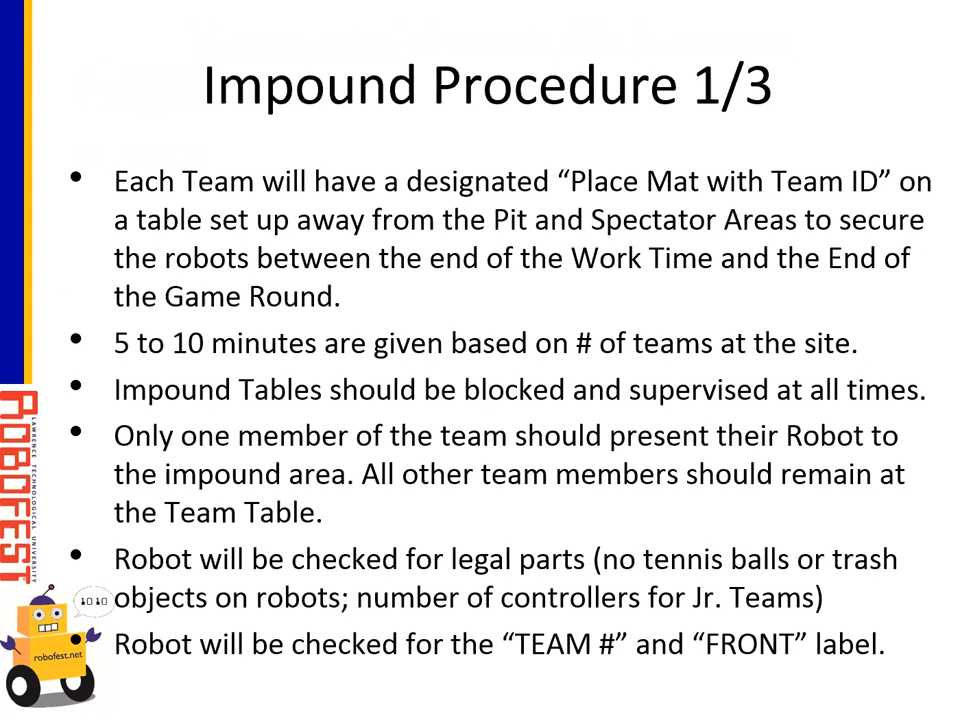 Impound Procedure 1/3
• Each Team will have a designated “Place Mat with Team ID” on
a table set up away from the Pit and Spectator Areas to secure
the robots between the end of the Work Time and the End of
the Game Round.
• 5 to 10 minutes are given based on # of teams at the site.
• Impound Tables should be blocked and supervised at all times.
• Only one member of the team should present their Robot to
the impound area. All other team members should remain at
the Team Table.
• Robot will be checked for legal parts (no tennis balls or trash
objects on robots; number of controllers for Jr. Teams)
• Robot will be checked for the “TEAM #” and “FRONT” label.
ROBOFEST
LAWRENCE TECHNOLOGICAL UNIVERSITY
robofest.net